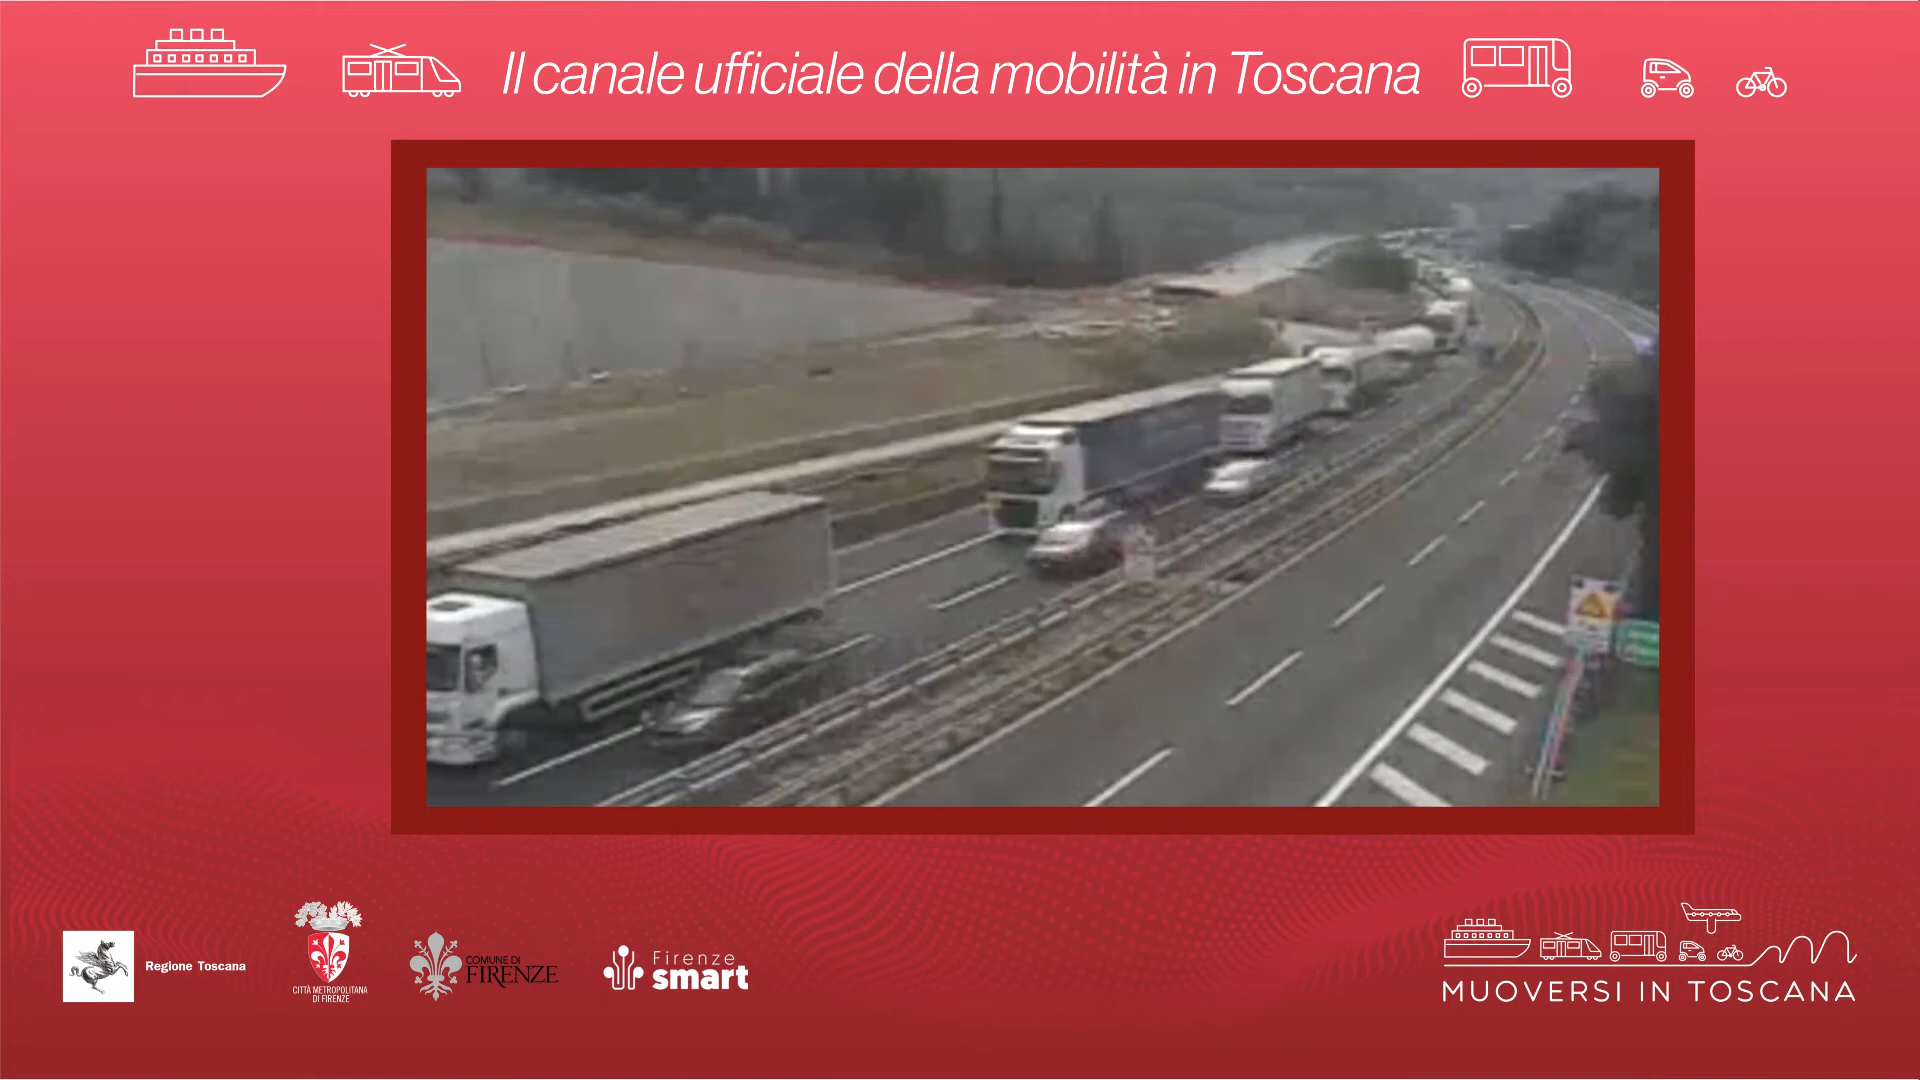 Il canale ufficiale della mobilità in Toscana
Regione Toscana
CITTÀ METROPOLITANA
DI FIRENZE
COMUNE DI
FIRENZE
Firenze
smart
MUOVERSI IN TOSCANA